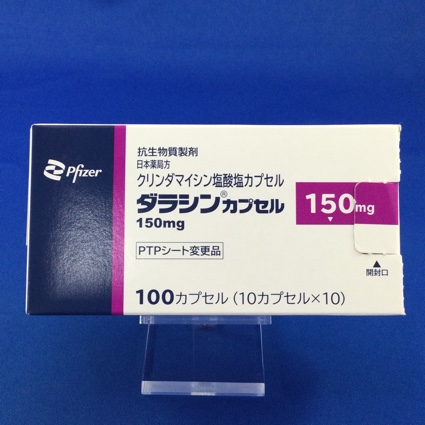 Pfizer
抗生物質製剤
日本薬局方
クリンダマイシン塩酸塩カプセル
ダラシン®カプセル
150mg
150mg
PTPシート変更品
100カプセル（10カプセル×10）
開封口